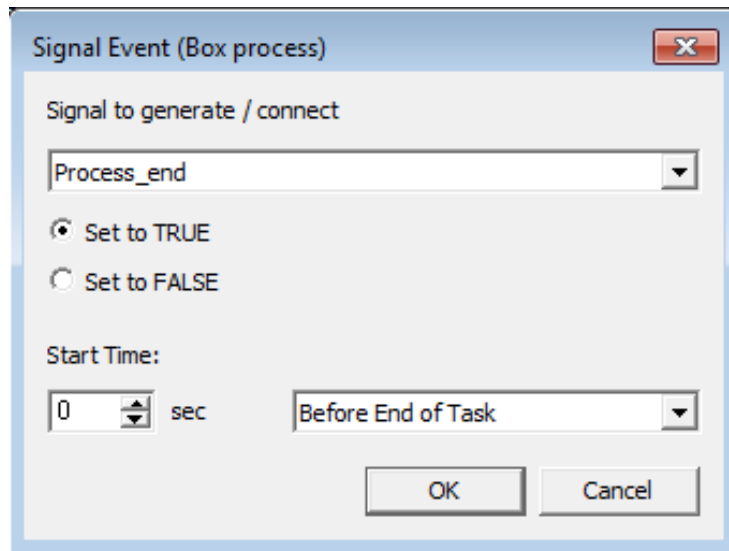 Signal Event (Box process)
Signal to generate / connect
Process_end
Set to TRUE
Set to FALSE
Start Time:
0 sec Before End of Task
OK Cancel